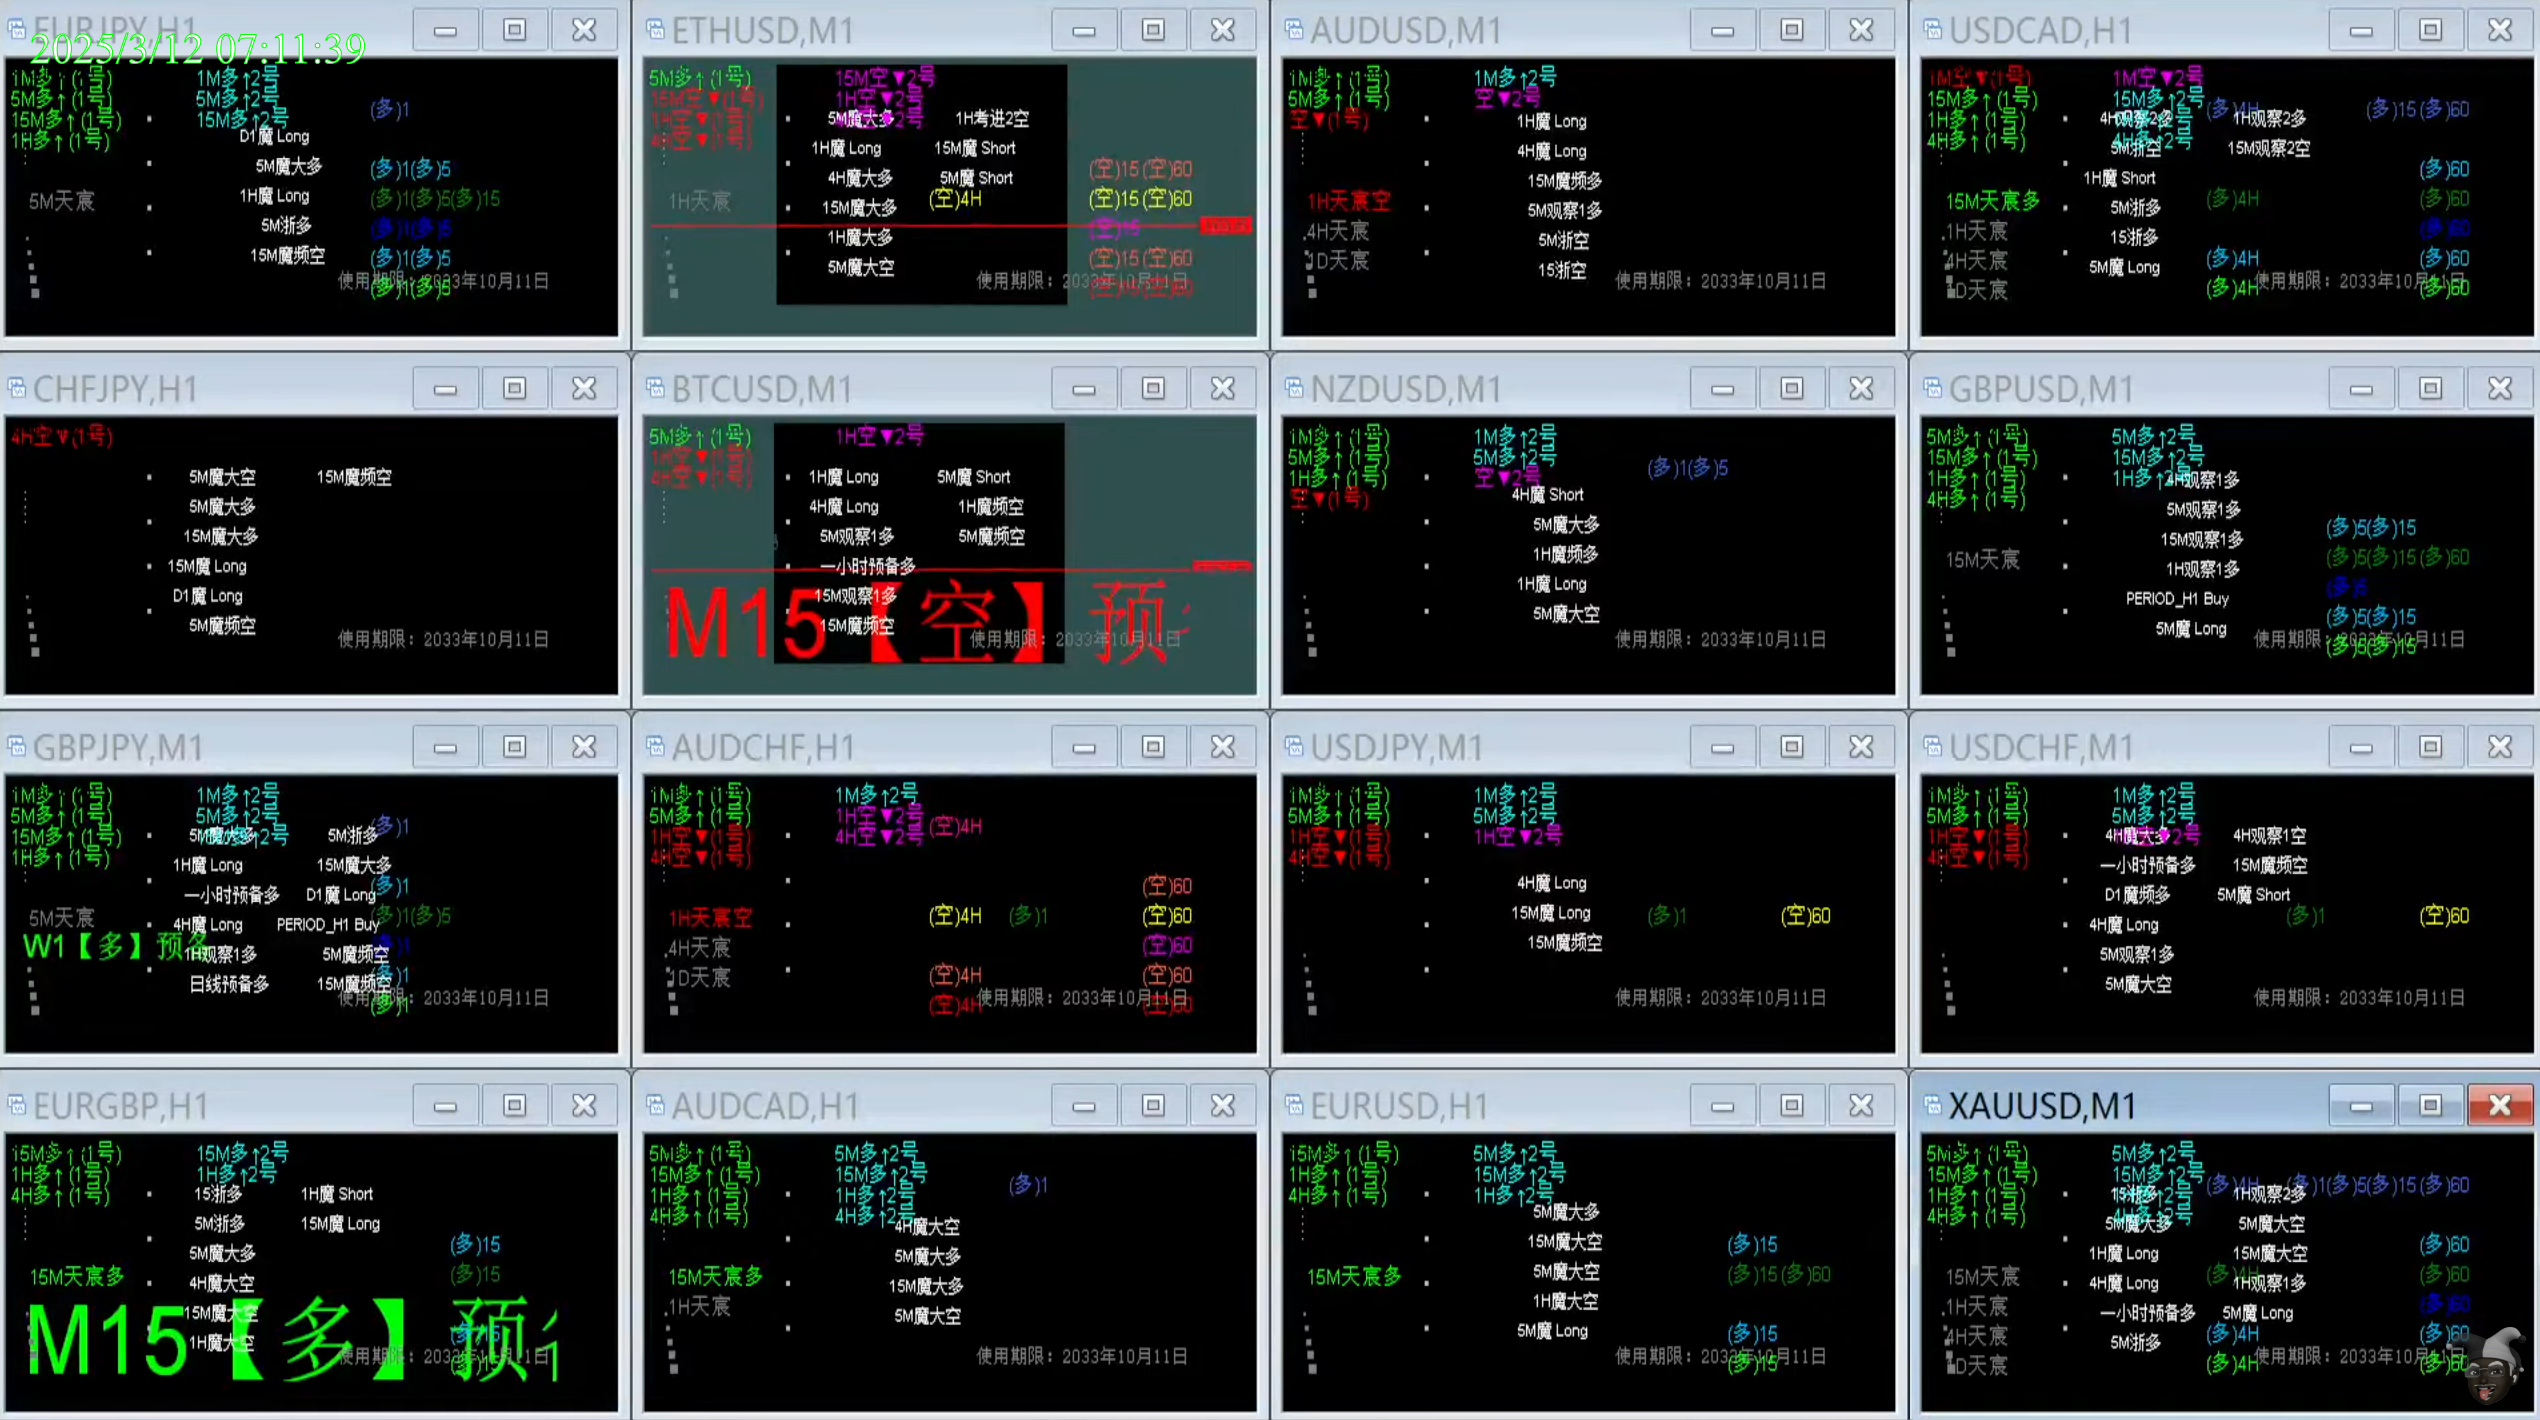 EURJPY,H1
2025/3/12 07:11:39
1M多↑(1号) 1M多↑2号
5M多↑(1号) 5M多↑2号 (多)1
15M多↑(1号) 15M多↑2号
1H多↑(1号) D1魔 Long
5M魔大多 (多)1(多)5
5M天宸 1H魔 Long (多)1(多)5(多)15
5M浙多 (多)1(多)5
15M魔频空 (多)1(多)5
使用期限：2033年10月11日
(多)1(多)5
ETHUSD,M1
5M多↑(1号) 15M空▼2号
15M空▼(1号) 1H空▼2号
1H空▼(1号) 5M魔大多 1H考进2空
4H空▼(1号)
1H魔 Long 15M魔 Short
4H魔大多 5M魔 Short (空)15(空)60
1H天宸 15M魔大多 (空)4H (空)15(空)60
1H魔大多 (空)15
5M魔大空 (空)15(空)60
使用期限：2033年10月11日
AUDUSD,M1
1M多↑(1号) 1M多↑2号
5M多↑(1号) 空▼2号
空▼(1号) 1H魔 Long
4H魔 Long
15M魔频多
1H天宸空 5M观察1多
4H天宸 5M浙空
1D天宸 15浙空
使用期限：2033年10月11日
USDCAD,H1
1M空▼(1号) 1M空▼2号
15M多↑(1号) 15M多↑2号 (多)4H (多)15(多)60
1H多↑(1号) 4H观察2多 1H观察2多
4H多↑(1号) 4H多↑2号 5M浙空 15M观察2空
1H魔 Short (多)60
15M天宸多 5M浙多 (多)4H (多)60
1H天宸 15浙多 (多)60
4H天宸 5M魔 Long (多)4H (多)60
1D天宸 (多)4H (多)60
使用期限：2033年10月11日
CHFJPY,H1
4H空▼(1号)
5M魔大空 15M魔频空
5M魔大多
15M魔大多
15M魔 Long
D1魔 Long
5M魔频空
使用期限：2033年10月11日
BTCUSD,M1
5M多↑(1号) 1H空▼2号
1H空▼(1号)
4H空▼(1号) 1H魔 Long 5M魔 Short
4H魔 Long 1H魔频空
5M观察1多 5M魔频空
一小时预备多
15M观察1多
15M魔频空
M15【空】预
使用期限：2033年10月11日
NZDUSD,M1
1M多↑(1号) 1M多↑2号
5M多↑(1号) 5M多↑2号 (多)1(多)5
1H多↑(1号) 空▼2号
空▼(1号) 4H魔 Short
5M魔大多
1H魔频多
1H魔 Long
5M魔大空
使用期限：2033年10月11日
GBPUSD,M1
5M多↑(1号) 5M多↑2号
15M多↑(1号) 15M多↑2号
1H多↑(1号) 1H多↑2号 4H观察1多
4H多↑(1号) 5M观察1多
15M观察1多 (多)5(多)15
15M天宸 1H观察1多 (多)5(多)15(多)60
(多)5
PERIOD_H1 Buy (多)5(多)15
5M魔 Long (多)5(多)15
使用期限：2033年10月11日
GBPJPY,M1
1M多↑(1号) 1M多↑2号
5M多↑(1号) 5M多↑2号 (多)1
15M多↑(1号) 5M魔大多 5M浙多
1H多↑(1号) 1H魔 Long 15M魔大多
一小时预备多 D1魔 Long (多)1
5M天宸 4H魔 Long PERIOD_H1 Buy (多)1(多)5
W1【多】预备 1H观察1多 5M魔频空 (多)1
日线预备多 15M魔频空 (多)1
使用期限：2033年10月11日
(多)1
AUDCHF,H1
1M多↑(1号) 1M多↑2号
5M多↑(1号) 1H空▼2号
1H空▼(1号) 4H空▼2号 (空)4H
4H空▼(1号)
(空)60
1H天宸空 (空)4H (多)1 (空)60
4H天宸 (空)60
1D天宸 (空)4H (空)60
(空)4H (空)60
使用期限：2033年10月11日
USDJPY,M1
1M多↑(1号) 1M多↑2号
5M多↑(1号) 5M多↑2号
1H空▼(1号) 1H空▼2号
4H空▼(1号)
4H魔 Long
15M魔 Long (多)1 (空)60
15M魔频空
使用期限：2033年10月11日
USDCHF,M1
1M多↑(1号) 1M多↑2号
5M多↑(1号) 5M多↑2号
1H空▼(1号) 4H魔大多 4H观察1空
4H空▼(1号) 一小时预备多 15M魔频空
D1魔频多 5M魔 Short
4H魔 Long (多)1 (空)60
5M观察1多
5M魔大空
使用期限：2033年10月11日
EURGBP,H1
15M多↑(1号) 15M多↑2号
1H多↑(1号) 1H多↑2号
4H多↑(1号) 15浙多 1H魔 Short
5M浙多 15M魔 Long
5M魔大多 (多)15
15M天宸多 4H魔大空 (多)15
15M魔大空
1H魔大空 (多)15
M15【多】预
使用期限：2033年10月11日
AUDCAD,H1
5M多↑(1号) 5M多↑2号
15M多↑(1号) 15M多↑2号 (多)1
1H多↑(1号) 1H多↑2号
4H多↑(1号) 4H多↑2号
4H魔大空
5M魔大多
15M天宸多 15M魔大多
1H天宸 5M魔大空
使用期限：2033年10月11日
EURUSD,H1
15M多↑(1号) 5M多↑2号
1H多↑(1号) 15M多↑2号
4H多↑(1号) 1H多↑2号
5M魔大多
15M魔大空 (多)15
15M天宸多 5M魔大空 (多)15(多)60
1H魔大空
5M魔 Long (多)15
使用期限：2033年10月11日
(多)15
XAUUSD,M1
5M多↑(1号) 5M多↑2号
15M多↑(1号) 15M多↑2号 (多)4H (多)1(多)5(多)15(多)60
1H多↑(1号) 15浙多 1H观察2多
4H多↑(1号) 4H多↑2号 5M魔大多 5M魔大空
1H魔 Long 15M魔大空 (多)60
15M天宸 4H魔 Long 1H观察1多 (多)60
1H天宸 一小时预备多 5M魔 Long (多)60
4H天宸 5M浙多 (多)4H (多)60
1D天宸 (多)4H (多)60
使用期限：2033年10月11日